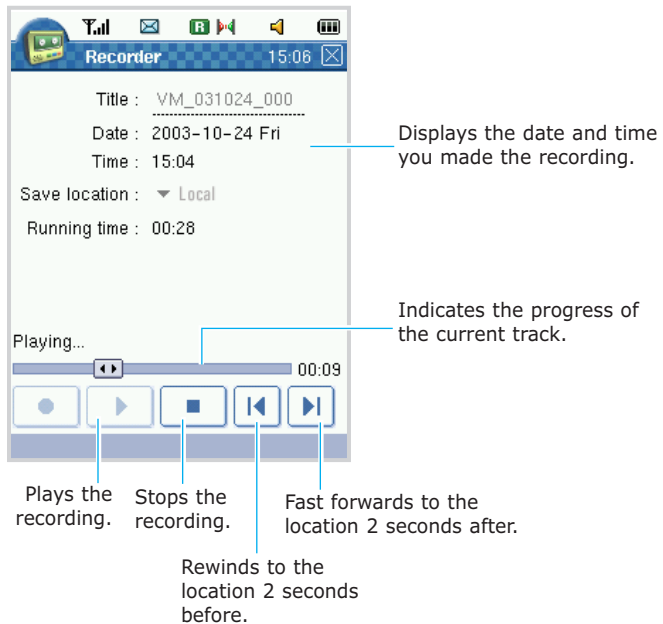 R
Recorder 15:06
Title : VM_031024_000
Date : 2003-10-24 Fri
Time : 15:04
Save location : Local
Running time : 00:28
Displays the date and time
you made the recording.
Indicates the progress of
the current track.
Playing...
00:09
Plays the
recording.
Stops the
recording.
Fast forwards to the
location 2 seconds after.
Rewinds to the
location 2 seconds
before.